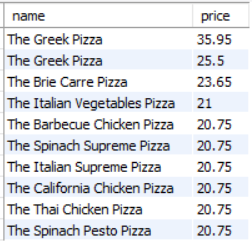 name price
The Greek Pizza 35.95
The Greek Pizza 25.5
The Brie Carre Pizza 23.65
The Italian Vegetables Pizza 21
The Barbecue Chicken Pizza 20.75
The Spinach Supreme Pizza 20.75
The Italian Supreme Pizza 20.75
The California Chicken Pizza 20.75
The Thai Chicken Pizza 20.75
The Spinach Pesto Pizza 20.75